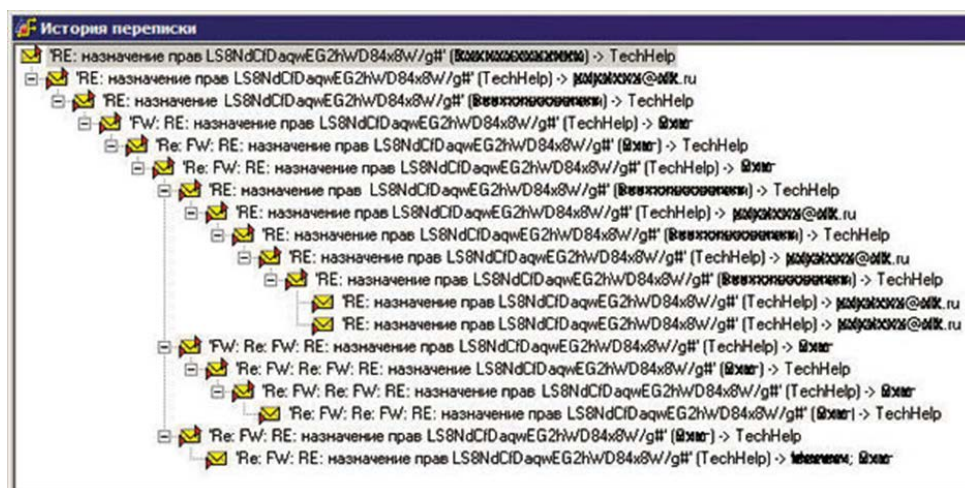 История переписки
'RE: назначение прав LS8NdCfDaqwEG2hWD84x8W/g#' () -> TechHelp
'RE: назначение прав LS8NdCfDaqwEG2hWD84x8W/g#' (TechHelp) -> .ru
'RE: назначение LS8NdCfDaqwEG2hWD84x8W/g#' () -> TechHelp
'FW: RE: назначение прав LS8NdCfDaqwEG2hWD84x8W/g#' (TechHelp) ->
'Re: FW: RE: назначение прав LS8NdCfDaqwEG2hWD84x8W/g#' () -> TechHelp
'Re: FW: RE: назначение прав LS8NdCfDaqwEG2hWD84x8W/g#' (TechHelp) ->
'RE: назначение прав LS8NdCfDaqwEG2hWD84x8W/g#' () -> TechHelp
'RE: назначение прав LS8NdCfDaqwEG2hWD84x8W/g#' (TechHelp) -> .ru
'RE: назначение прав LS8NdCfDaqwEG2hWD84x8W/g#' () -> TechHelp
'RE: назначение прав LS8NdCfDaqwEG2hWD84x8W/g#' (TechHelp) -> .ru
'RE: назначение прав LS8NdCfDaqwEG2hWD84x8W/g#' () -> TechHelp
'RE: назначение прав LS8NdCfDaqwEG2hWD84x8W/g#' (TechHelp) -> .ru
'RE: назначение прав LS8NdCfDaqwEG2hWD84x8W/g#' (TechHelp) -> .ru
'FW: Re: FW: RE: назначение прав LS8NdCfDaqwEG2hWD84x8W/g#' (TechHelp) ->
'Re: FW: Re: FW: RE: назначение LS8NdCfDaqwEG2hWD84x8W/g#' () -> TechHelp
'Re: FW: Re: FW: RE: назначение прав LS8NdCfDaqwEG2hWD84x8W/g#' (TechHelp) ->
'Re: FW: Re: FW: RE: назначение прав LS8NdCfDaqwEG2hWD84x8W/g#' () -> TechHelp
'Re: FW: RE: назначение прав LS8NdCfDaqwEG2hWD84x8W/g#' () -> TechHelp
'Re: FW: RE: назначение прав LS8NdCfDaqwEG2hWD84x8W/g#' (TechHelp) -> ;